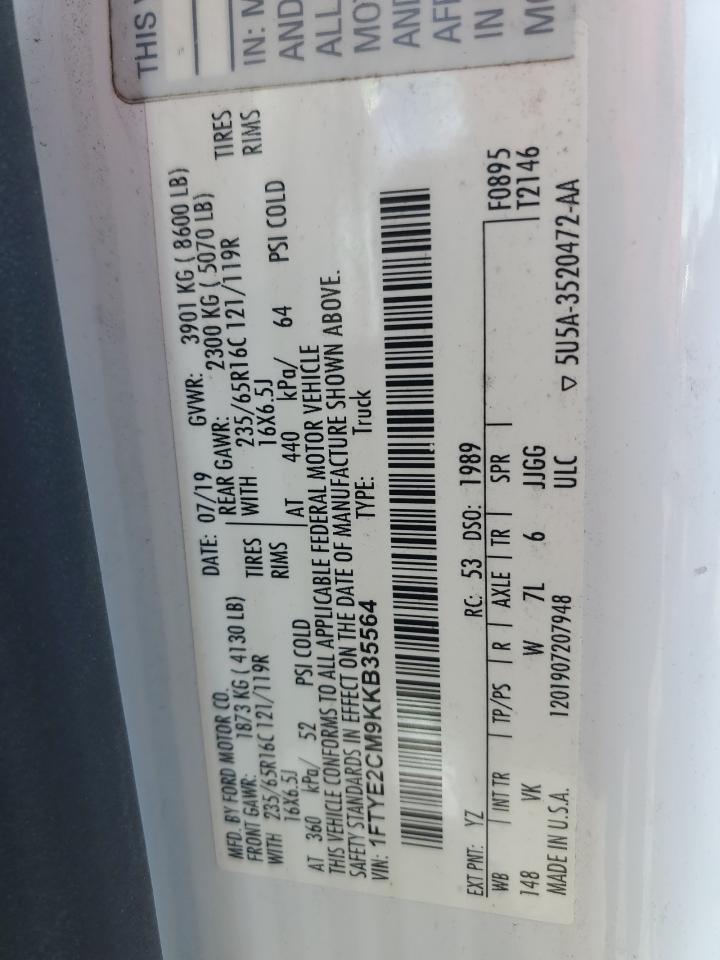 THIS V
IN: M
AND
ALL
MOT
AND
AFF
IN
MO
MFD. BY FORD MOTOR CO. DATE: 07/19 GVWR: 3901 KG ( 8600 LB)
FRONT GAWR: 1873 KG ( 4130 LB) REAR GAWR: 2300 KG ( 5070 LB)
WITH 235/65R16C 121/119R TIRES WITH 235/65R16C 121/119R TIRES
16X6.5J RIMS 16X6.5J RIMS
AT 360 kPa/ 52 PSI COLD AT 440 kPa/ 64 PSI COLD
THIS VEHICLE CONFORMS TO ALL APPLICABLE FEDERAL MOTOR VEHICLE
SAFETY STANDARDS IN EFFECT ON THE DATE OF MANUFACTURE SHOWN ABOVE.
VIN: 1FTYE2CM9KKB35564 TYPE: Truck
EXT PNT: YZ RC: 53 DSO: 1989 F0895
WB INT TR TP/PS R AXLE TR SPR T2146
148 VK W 7L 6 JJGG
MADE IN U.S.A. 1201907207948 ULC ▽ 5U5A-3520472-AA